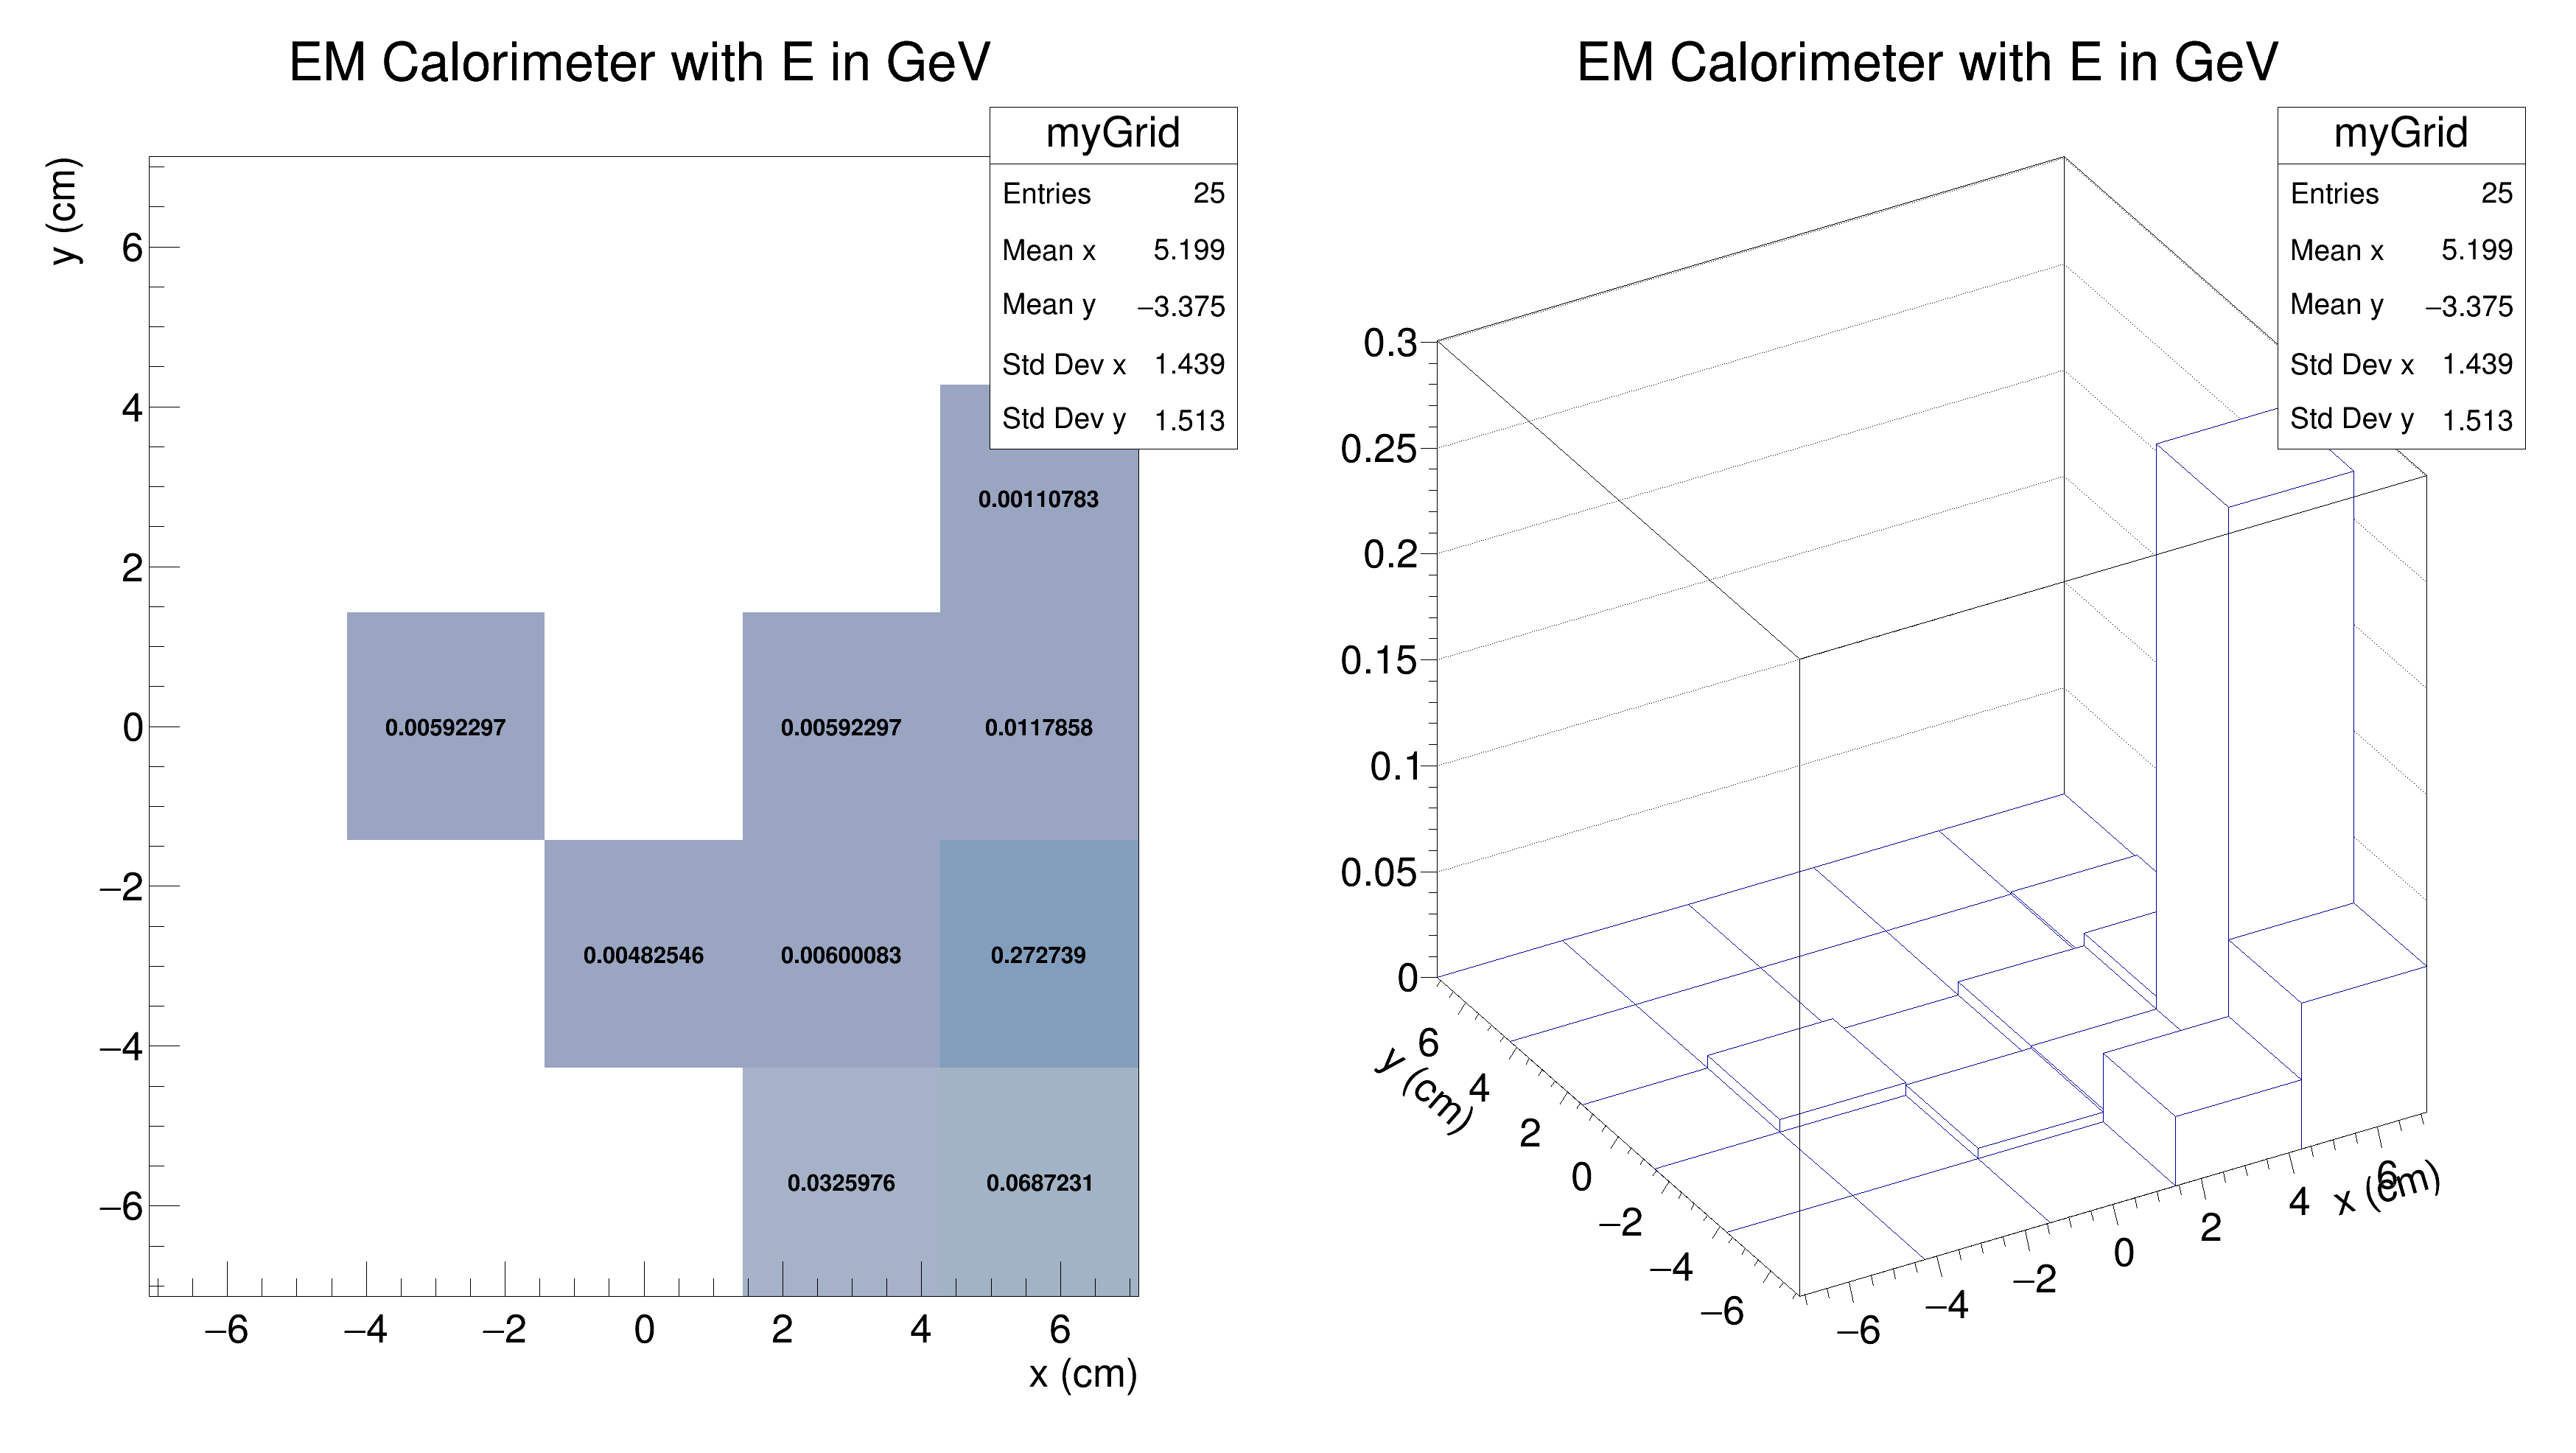 EM Calorimeter with E in GeV
myGrid
Entries 25
Mean x 5.199
Mean y −3.375
Std Dev x 1.439
Std Dev y 1.513
y (cm)
6
4
0.00110783
2
0
0.00592297 0.00592297 0.0117858
−2
0.00482546 0.00600083 0.272739
−4
0.0325976 0.0687231
−6
−6 −4 −2 0 2 4 6
x (cm)
EM Calorimeter with E in GeV
myGrid
Entries 25
Mean x 5.199
Mean y −3.375
Std Dev x 1.439
Std Dev y 1.513
0.3
0.25
0.2
0.15
0.1
0.05
0
y (cm)
6
4
2
0
−2
−4
−6
−6 −4 −2 0 2 4 6
x (cm)